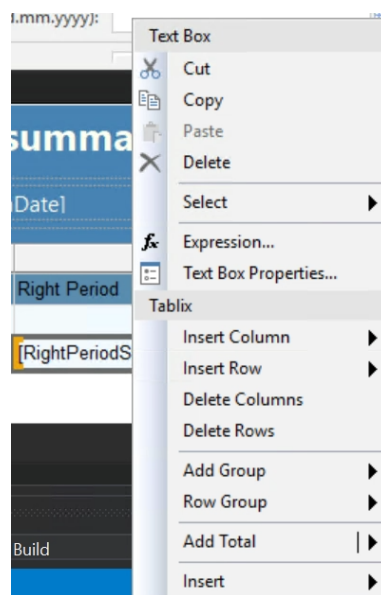 .mm.yyyy):
Text Box
Cut
Copy
Paste
summa
Delete
Date]
Select
fx Expression...
Right Period
Text Box Properties...
Tablix
Insert Column
[RightPeriodS
Insert Row
Delete Columns
Delete Rows
Add Group
Row Group
Build
Add Total
Insert